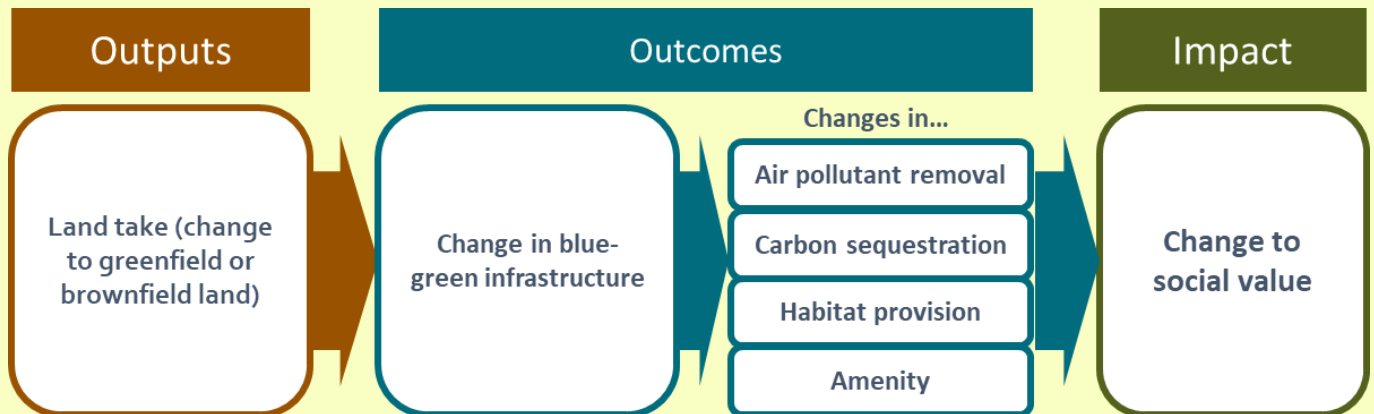 Outputs
Outcomes
Impact
Land take (change
to greenfield or
brownfield land)
Change in blue-
green infrastructure
Changes in...
Air pollutant removal
Carbon sequestration
Habitat provision
Amenity
Change to
social value